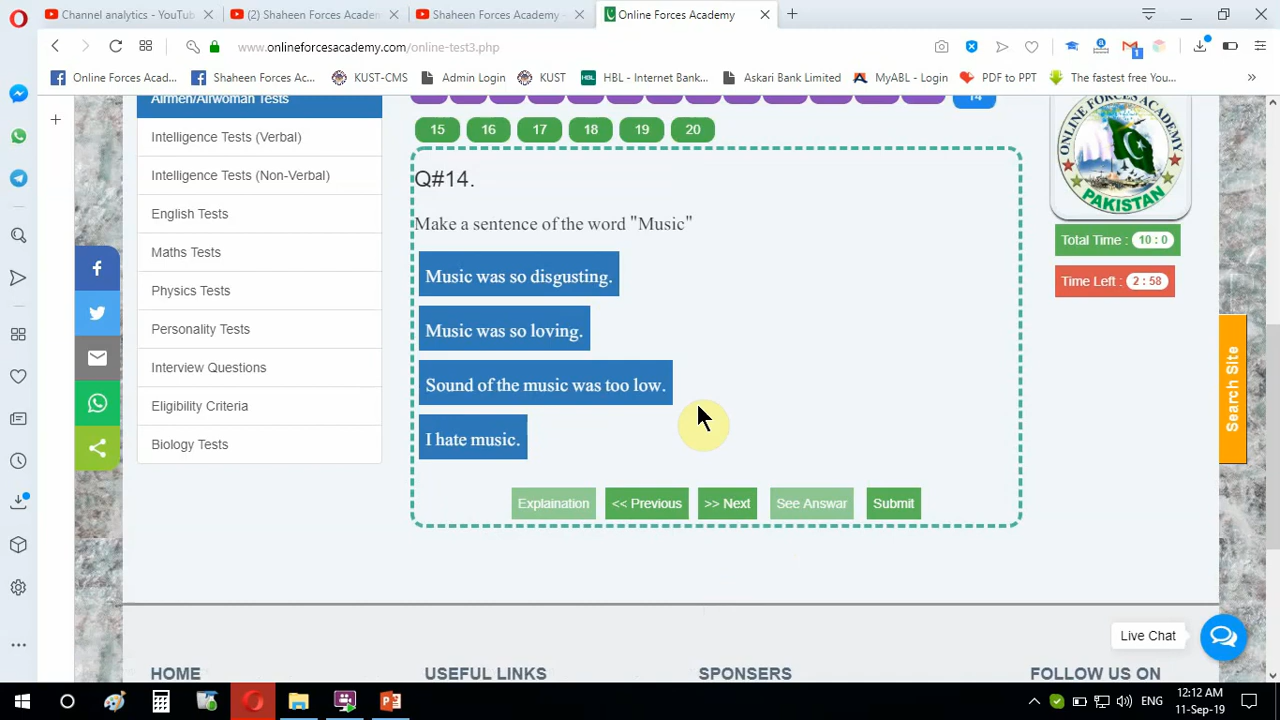 Channel analytics - YouTub
(2) Shaheen Forces Acade
Shaheen Forces Academy -
Online Forces Academy
www.onlineforcesacademy.com/online-test3.php
Online Forces Acad...
Shaheen Forces Ac...
KUST-CMS
Admin Login
KUST
HBL - Internet Bank...
Askari Bank Limited
MyABL - Login
PDF to PPT
The fastest free You...
Airmen/Airwoman Tests
Intelligence Tests (Verbal)
Intelligence Tests (Non-Verbal)
English Tests
Maths Tests
Physics Tests
Personality Tests
Interview Questions
Eligibility Criteria
Biology Tests
14
15 16 17 18 19 20
Q#14.
Make a sentence of the word "Music"
Music was so disgusting.
Music was so loving.
Sound of the music was too low.
I hate music.
Explaination
<< Previous
>> Next
See Answar
Submit
ONLINE FORCES ACADEMY
PAKISTAN
Total Time : 10 : 0
Time Left : 2 : 58
Search Site
Live Chat
HOME
USEFUL LINKS
SPONSERS
FOLLOW US ON
ENG
12:12 AM
11-Sep-19